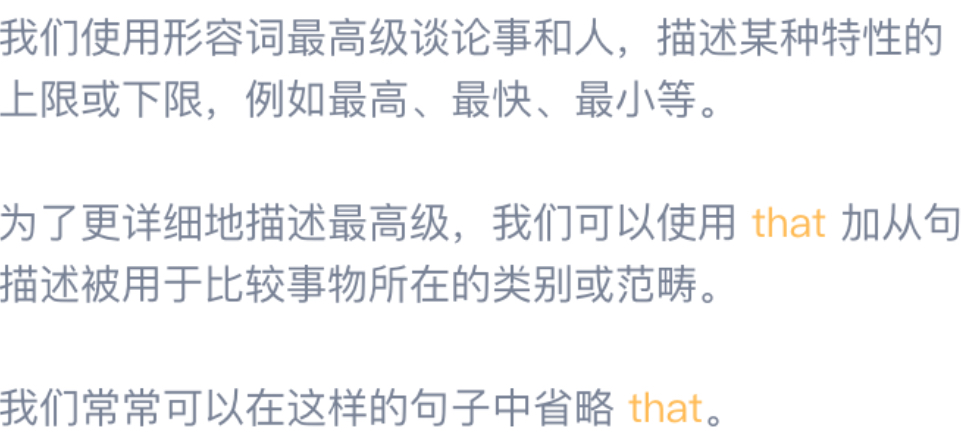 我们使用形容词最高级谈论事和人，描述某种特性的
上限或下限，例如最高、最快、最小等。
为了更详细地描述最高级，我们可以使用 that 加从句
描述被用于比较事物所在的类别或范畴。
我们常常可以在这样的句子中省略 that。